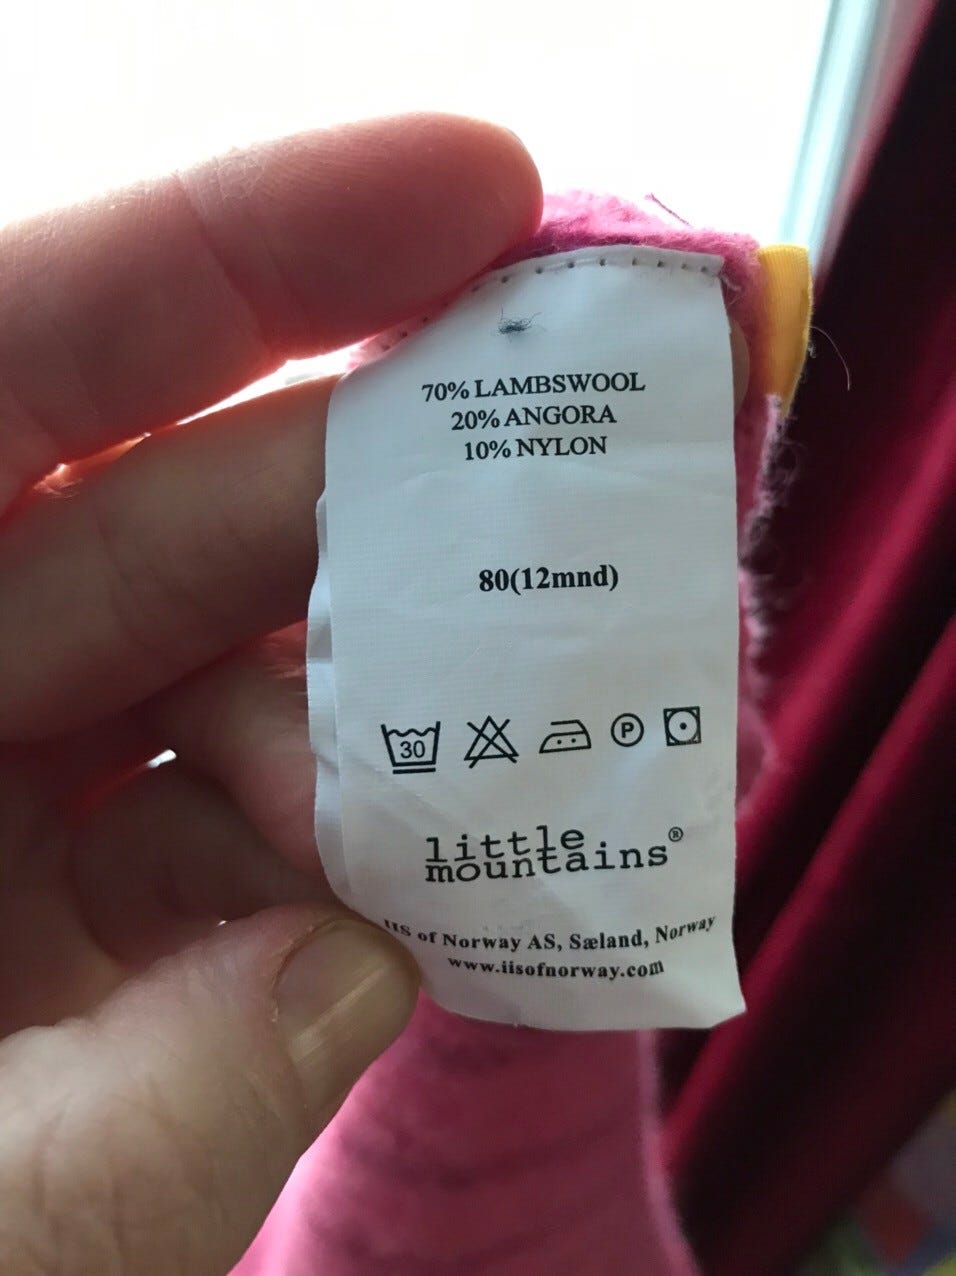 70% LAMBSWOOL
20% ANGORA
10% NYLON
80(12mnd)
30 P
little
mountains®
IIS of Norway AS, Sæland, Norway
www.iisofnorway.com